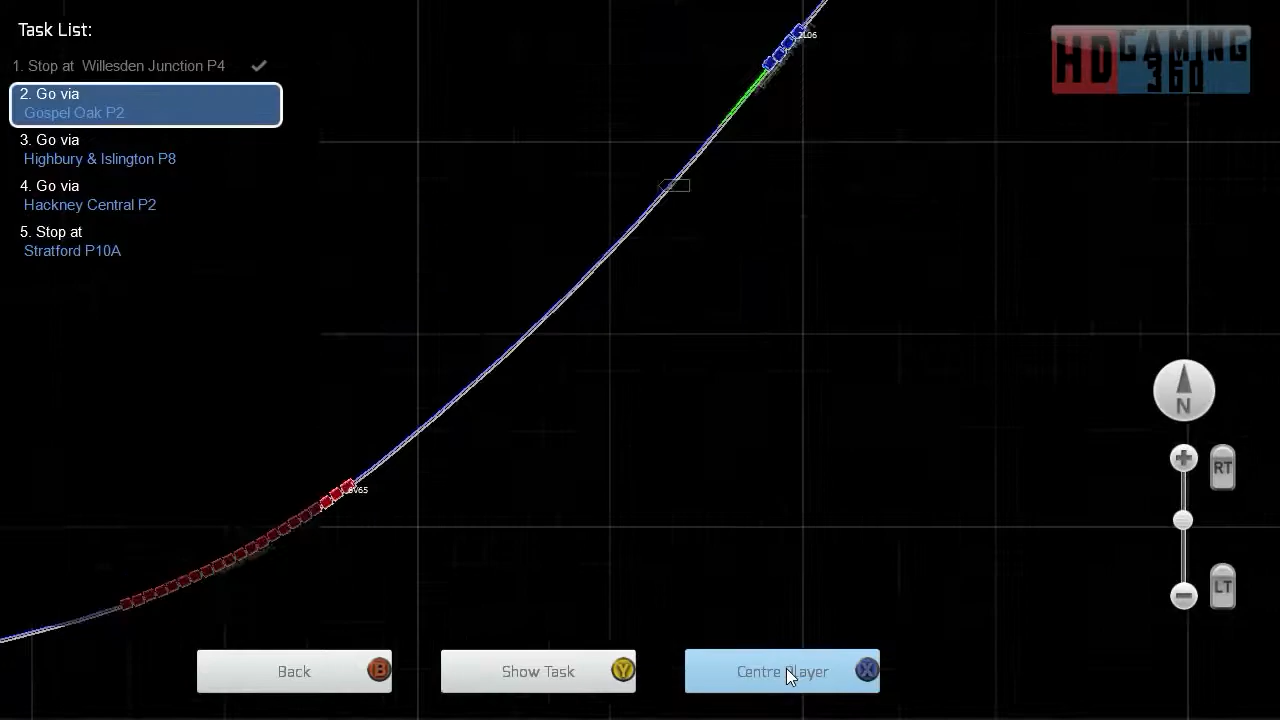 Task List:
1. Stop at Willesden Junction P4
2. Go via
Gospel Oak P2
3. Go via
Highbury & Islington P8
4. Go via
Hackney Central P2
5. Stop at
Stratford P10A
HD GAMING
360
N
RT
LT
Back B
Show Task Y
Centre Player X